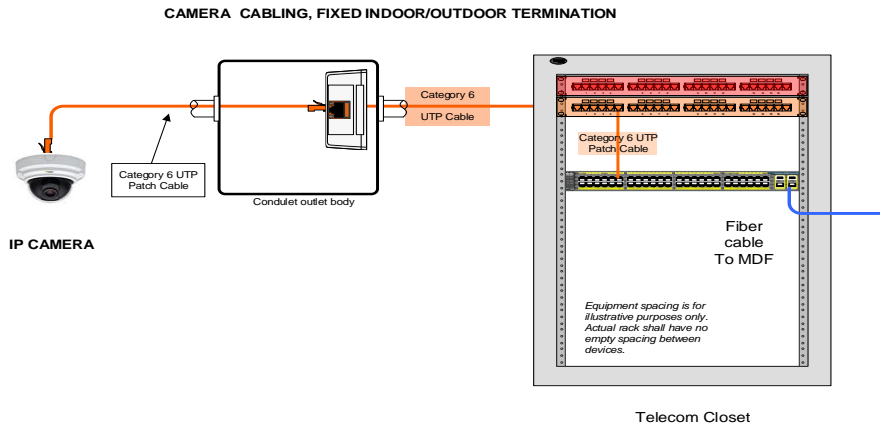 CAMERA CABLING, FIXED INDOOR/OUTDOOR TERMINATION
Category 6
UTP Cable
Category 6 UTP
Patch Cable
Category 6 UTP
Patch Cable
Condulet outlet body
IP CAMERA
Fiber
cable
To MDF
Equipment spacing is for
illustrative purposes only.
Actual rack shall have no
empty spacing between
devices.
Telecom Closet